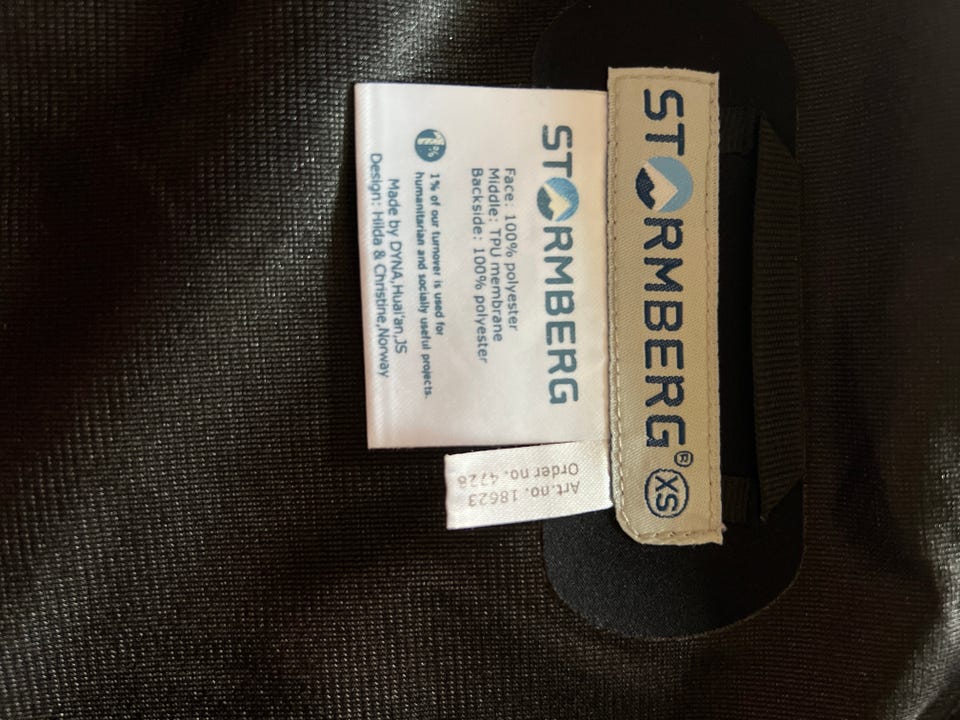 STORMBERG® XS
STORMBERG
Face: 100% polyester
Middle: TPU membrane
Backside: 100% polyester
1%
1% of our turnover is used for
humanitarian and socially useful projects.
Made by DYNA,Huai'an,JS
Design: Hilda & Christine,Norway
Art.no. 18623
Order no. 4728